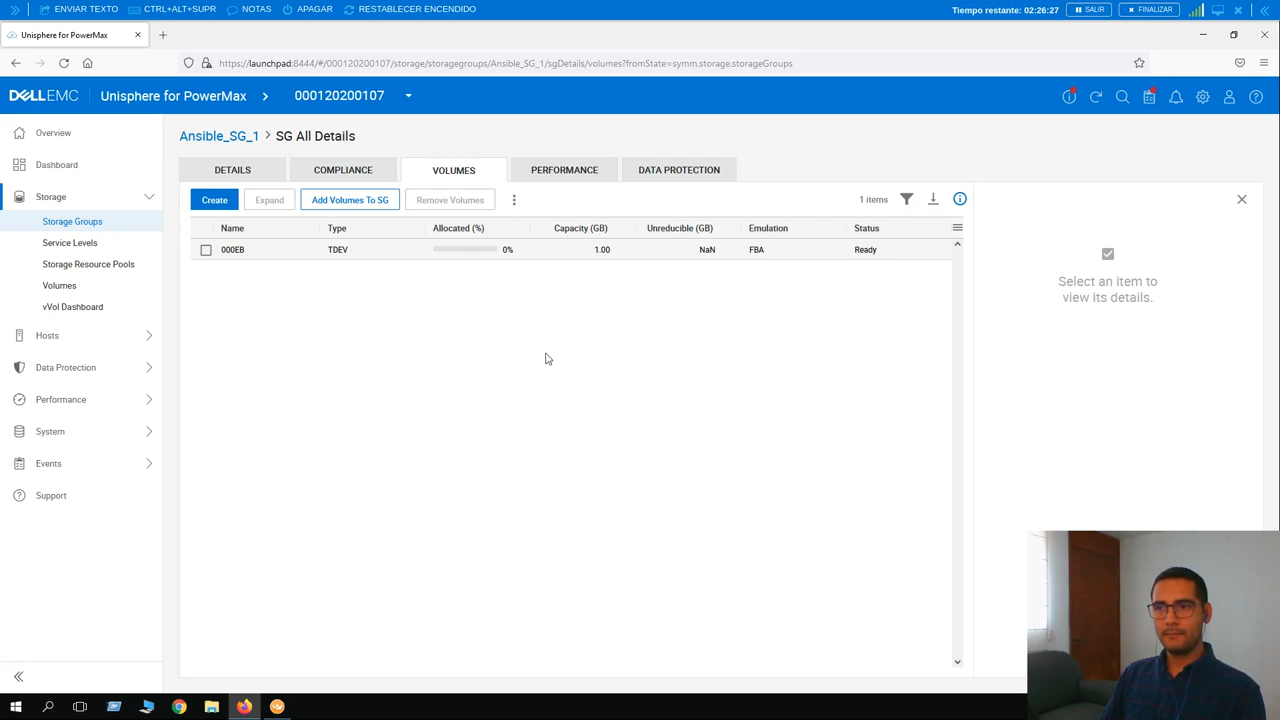 ENVIAR TEXTO CTRL+ALT+SUPR NOTAS APAGAR RESTABLECER ENCENDIDO Tiempo restante: 02:26:27 SALIR FINALIZAR
Unisphere for PowerMax
https://launchpad:8444/#/000120200107/storage/storagegroups/Ansible_SG_1/sgDetails/volumes?fromState=symm.storage.storageGroups
DELLEMC Unisphere for PowerMax 000120200107
Overview
Dashboard
Storage
Storage Groups
Service Levels
Storage Resource Pools
Volumes
vVol Dashboard
Hosts
Data Protection
Performance
System
Events
Support
Ansible_SG_1 > SG All Details
DETAILS COMPLIANCE VOLUMES PERFORMANCE DATA PROTECTION
Create Expand Add Volumes To SG Remove Volumes 1 items
Name Type Allocated (%) Capacity (GB) Unreducible (GB) Emulation Status
000EB TDEV 0% 1.00 NaN FBA Ready
Select an item to
view its details.